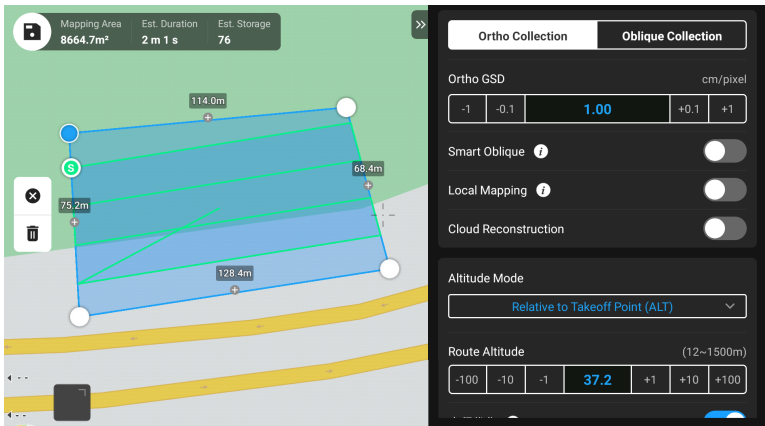 Mapping Area
Est. Duration
Est. Storage
8664.7m²
2 m 1 s
76
114.0m
S
68.4m
75.2m
128.4m
Ortho Collection
Oblique Collection
Ortho GSD
cm/pixel
-1
-0.1
1.00
+0.1
+1
Smart Oblique
Local Mapping
Cloud Reconstruction
Altitude Mode
Relative to Takeoff Point (ALT)
Route Altitude
(12~1500m)
-100
-10
-1
37.2
+1
+10
+100